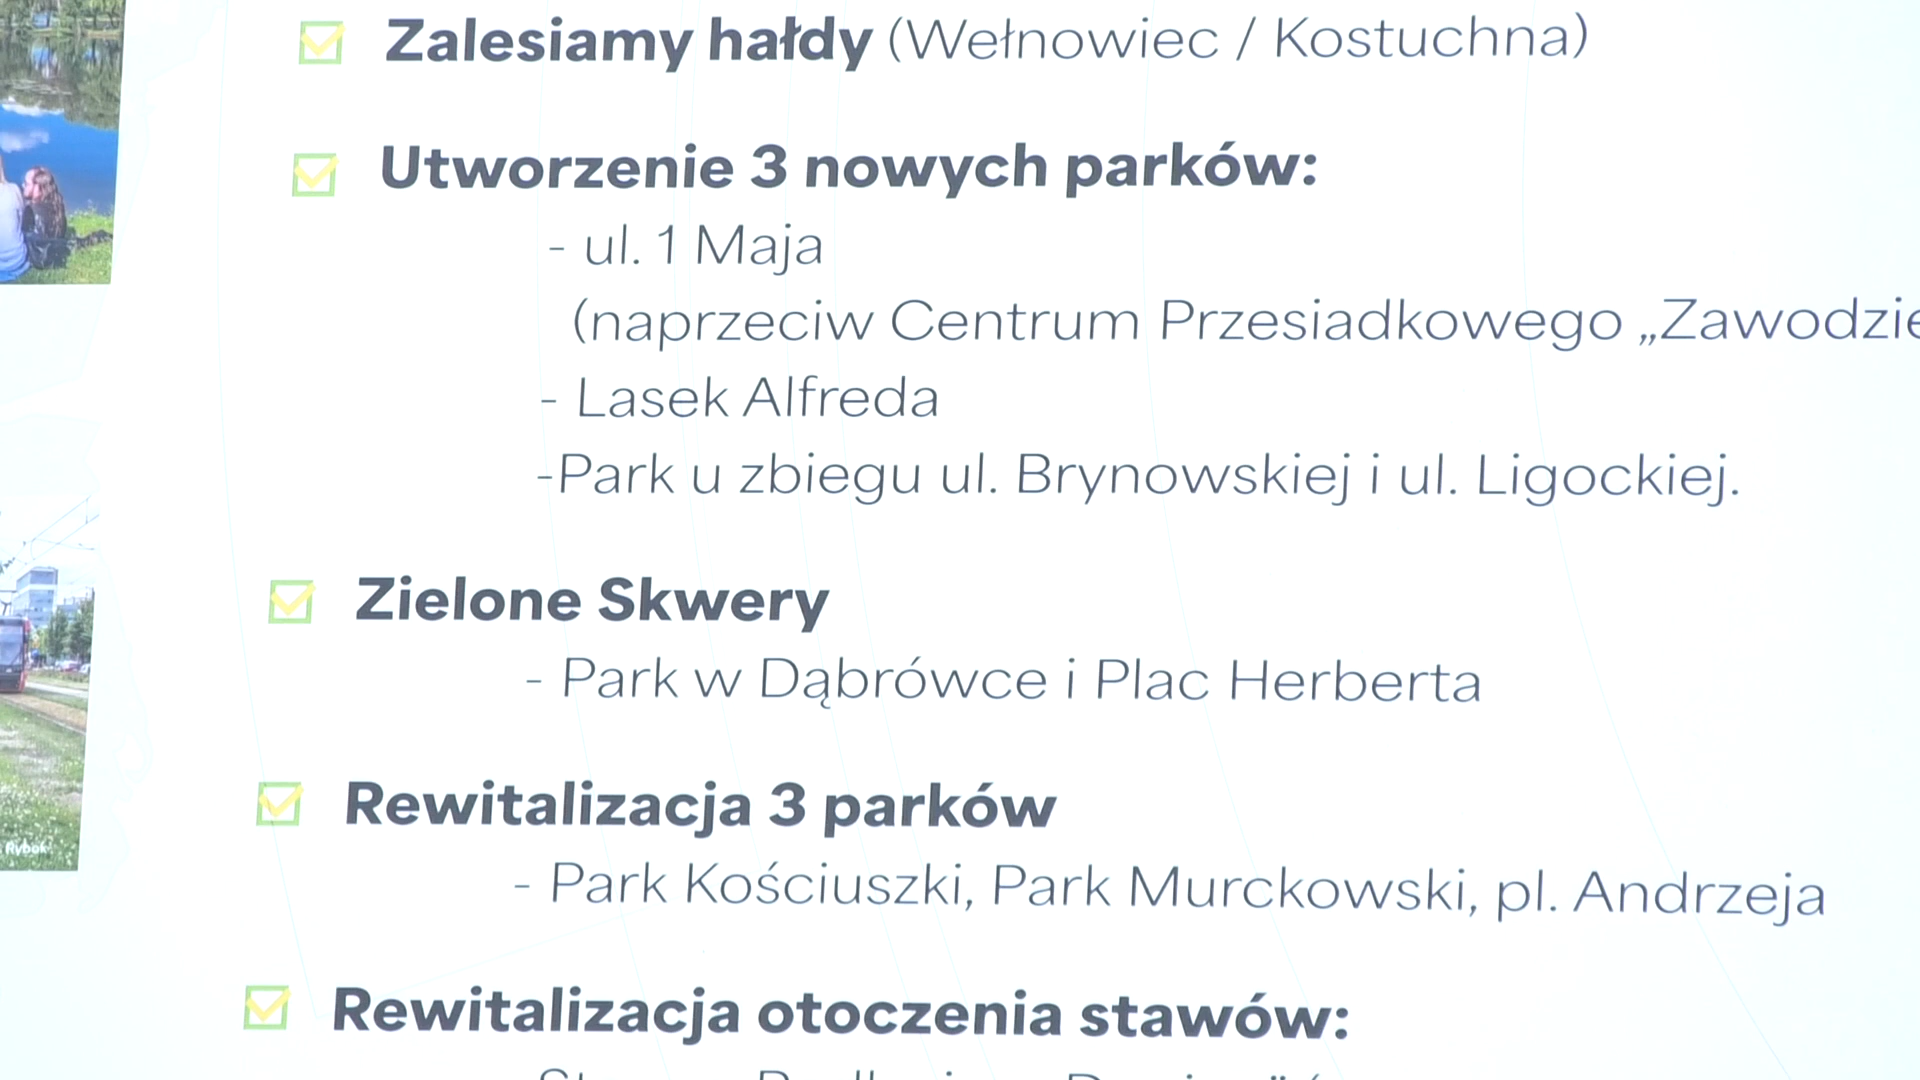 Zalesiamy hałdy (Wełnowiec / Kostuchna)
Utworzenie 3 nowych parków:
- ul. 1 Maja
(naprzeciw Centrum Przesiadkowego „Zawodzie
- Lasek Alfreda
-Park u zbiegu ul. Brynowskiej i ul. Ligockiej.
Zielone Skwery
- Park w Dąbrówce i Plac Herberta
Rewitalizacja 3 parków
- Park Kościuszki, Park Murckowski, pl. Andrzeja
Rybok
Rewitalizacja otoczenia stawów: